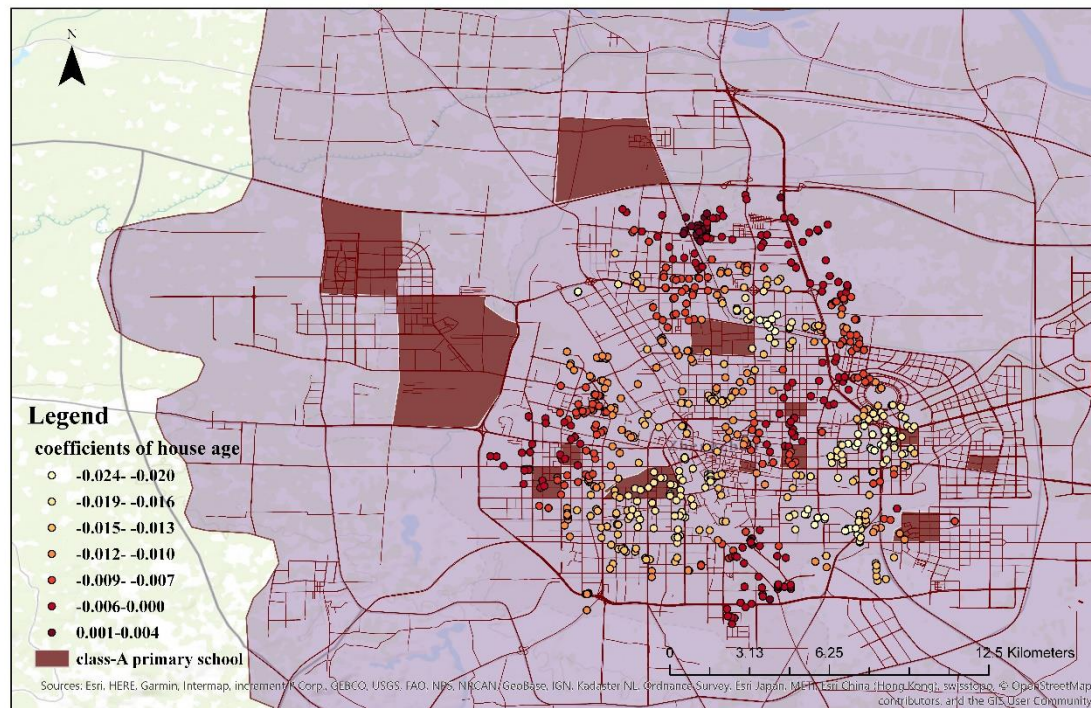 N
Legend
coefficients of house age
-0.024- -0.020
-0.019- -0.016
-0.015- -0.013
-0.012- -0.010
-0.009- -0.007
-0.006-0.000
0.001-0.004
class-A primary school
0 3.13 6.25 12.5 Kilometers
Sources: Esri, HERE, Garmin, Intermap, increment P Corp., GEBCO, USGS, FAO, NPS, NRCAN, GeoBase, IGN, Kadaster NL, Ordnance Survey, Esri Japan, METI, Esri China (Hong Kong), swisstopo, © OpenStreetMap
contributors, and the GIS User Community